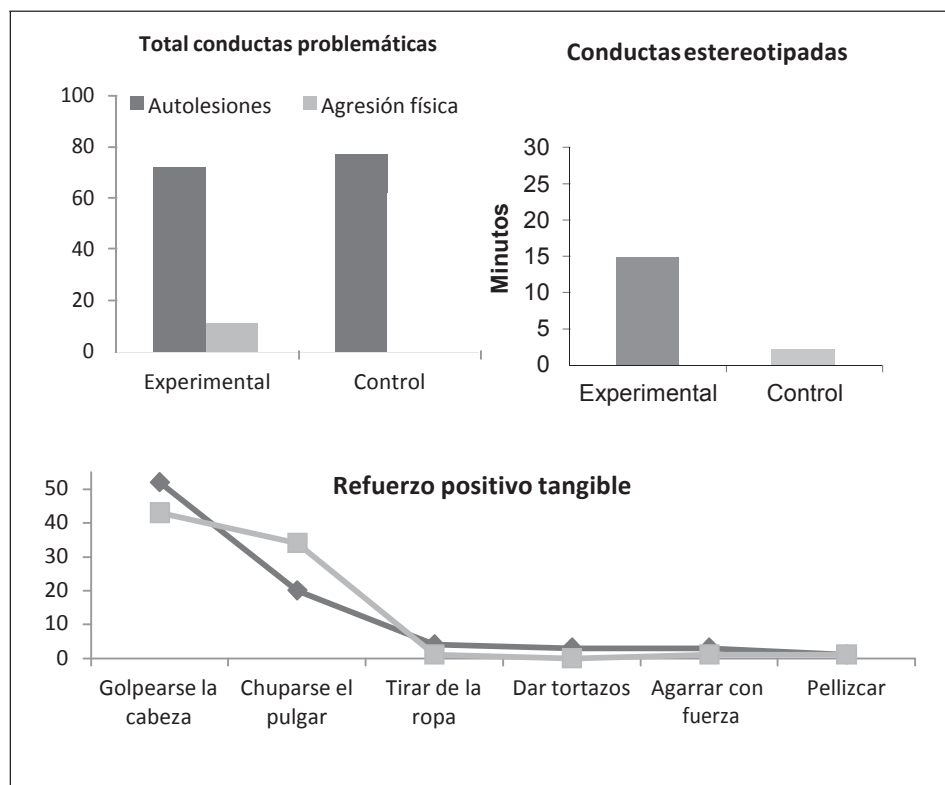 Total conductas problemáticas
100
80
60
40
20
0
Autolesiones
Agresión física
Experimental
Control
Conductas estereotipadas
Minutos
30
25
20
15
10
5
0
Experimental
Control
Refuerzo positivo tangible
50
40
30
20
10
0
Golpearse la
cabeza
Chuparse el
pulgar
Tirar de la
ropa
Dar tortazos
Agarrar con
fuerza
Pellizcar